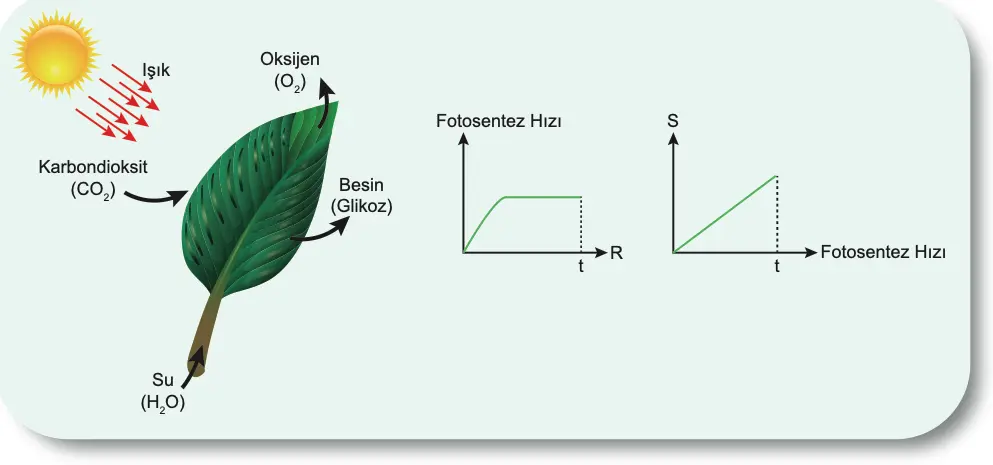 Işık
Oksijen
(O₂)
Karbondioksit
(CO₂)
Besin
(Glikoz)
Su
(H₂O)
Fotosentez Hızı
t
R
S
t
Fotosentez Hızı